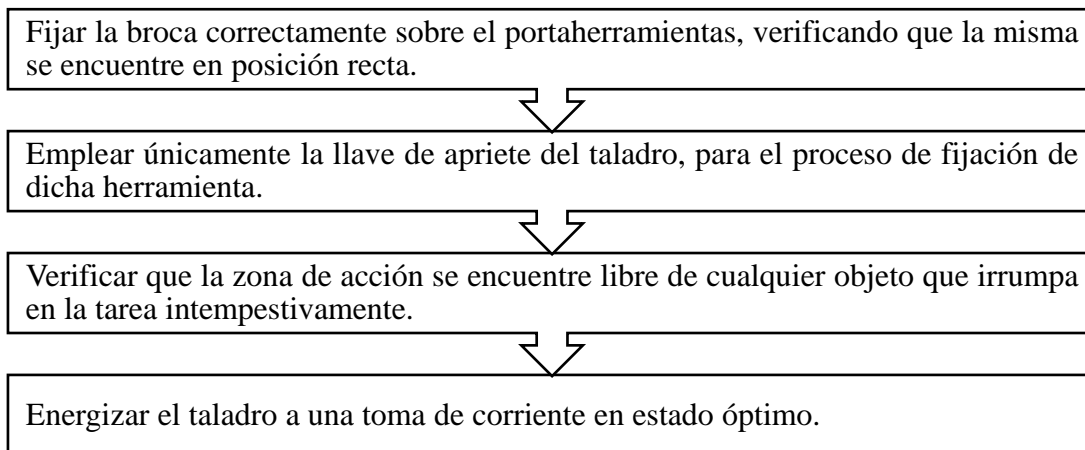 Fijar la broca correctamente sobre el portaherramientas, verificando que la misma
se encuentre en posición recta.
Emplear únicamente la llave de apriete del taladro, para el proceso de fijación de
dicha herramienta.
Verificar que la zona de acción se encuentre libre de cualquier objeto que irrumpa
en la tarea intempestivamente.
Energizar el taladro a una toma de corriente en estado óptimo.